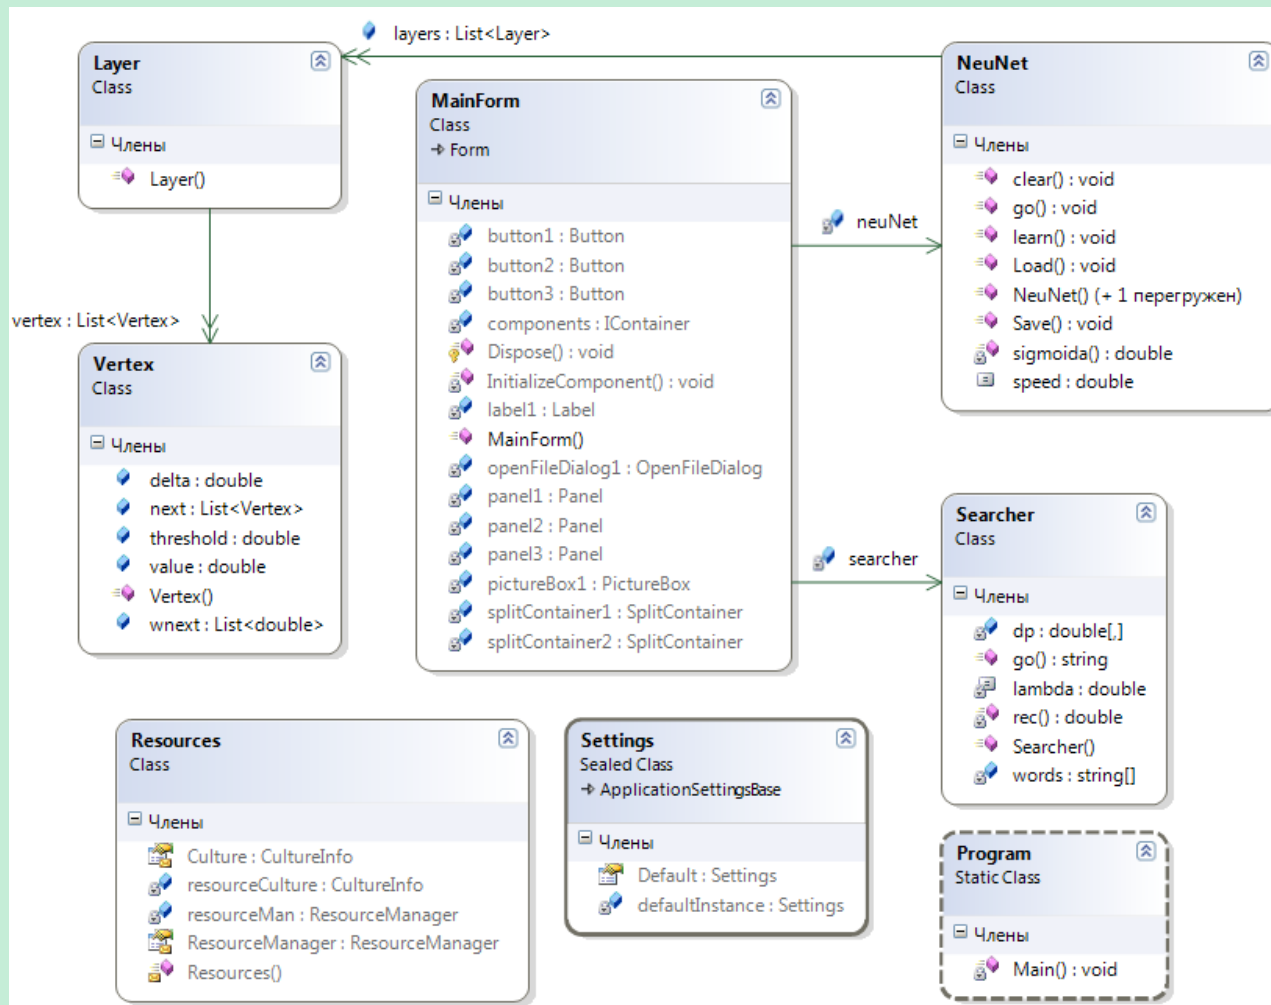 layers : List<Layer>
Layer
Class
Члены
Layer()
vertex : List<Vertex>
Vertex
Class
Члены
delta : double
next : List<Vertex>
threshold : double
value : double
Vertex()
wnext : List<double>
MainForm
Class
Form
Члены
button1 : Button
button2 : Button
button3 : Button
components : IContainer
Dispose() : void
InitializeComponent() : void
label1 : Label
MainForm()
openFileDialog1 : OpenFileDialog
panel1 : Panel
panel2 : Panel
panel3 : Panel
pictureBox1 : PictureBox
splitContainer1 : SplitContainer
splitContainer2 : SplitContainer
neuNet
searcher
NeuNet
Class
Члены
clear() : void
go() : void
learn() : void
Load() : void
NeuNet() (+ 1 перегружен)
Save() : void
sigmoida() : double
speed : double
Searcher
Class
Члены
dp : double[,]
go() : string
lambda : double
rec() : double
Searcher()
words : string[]
Resources
Class
Члены
Culture : CultureInfo
resourceCulture : CultureInfo
resourceMan : ResourceManager
ResourceManager : ResourceManager
Resources()
Settings
Sealed Class
ApplicationSettingsBase
Члены
Default : Settings
defaultInstance : Settings
Program
Static Class
Члены
Main() : void